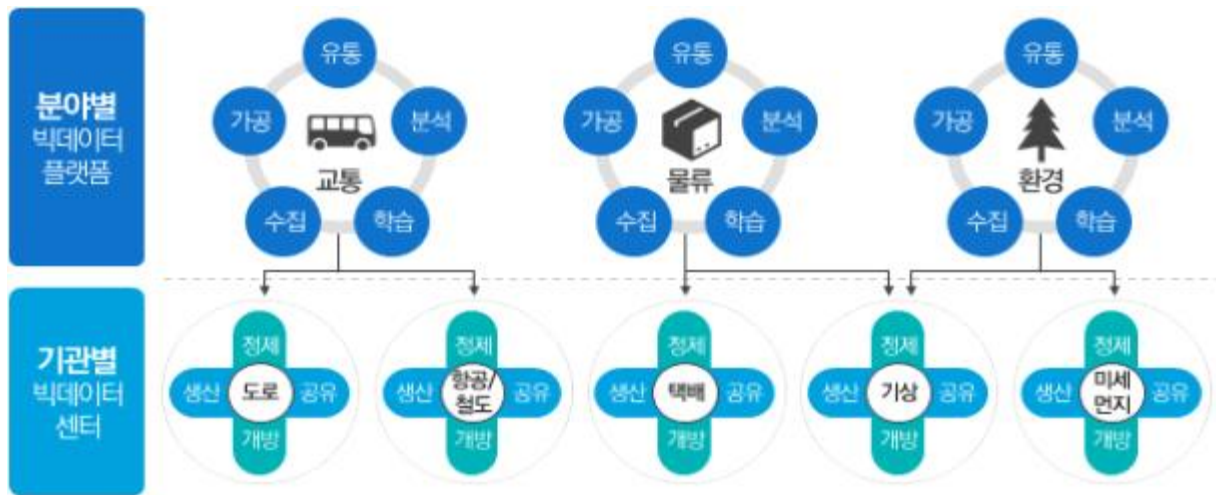 분야별
빅데이터
플랫폼
유통
가공
분석
교통
수집
학습
유통
가공
분석
물류
수집
학습
유통
가공
분석
환경
수집
학습
기관별
빅데이터
센터
정제
생산
도로
공유
개방
정제
생산
항공/
철도
공유
개방
정제
생산
택배
공유
개방
정제
생산
기상
공유
개방
정제
생산
미세
먼지
공유
개방